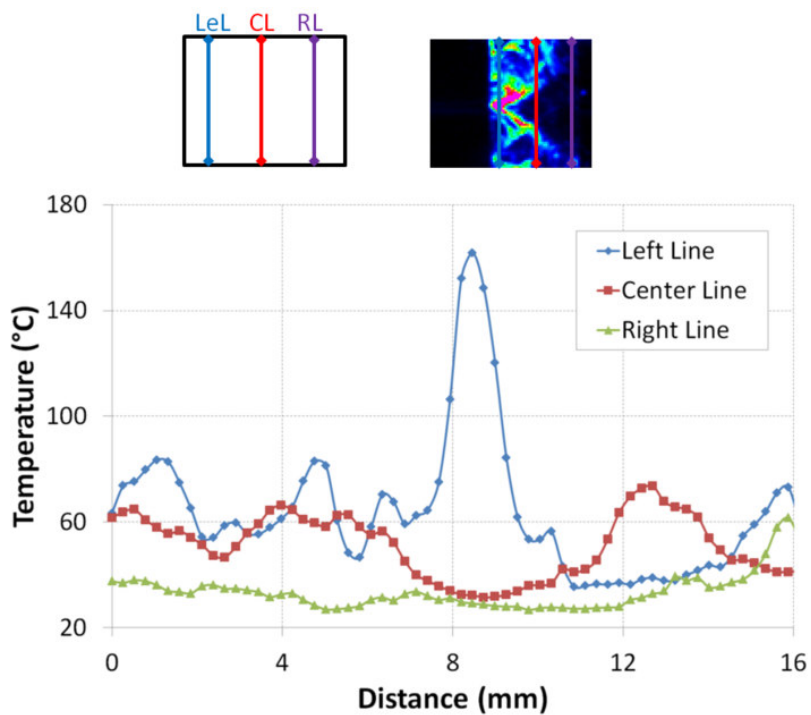 LeL CL RL
180
140
100
60
20
Temperature (°C)
Left Line
Center Line
Right Line
0 4 8 12 16
Distance (mm)